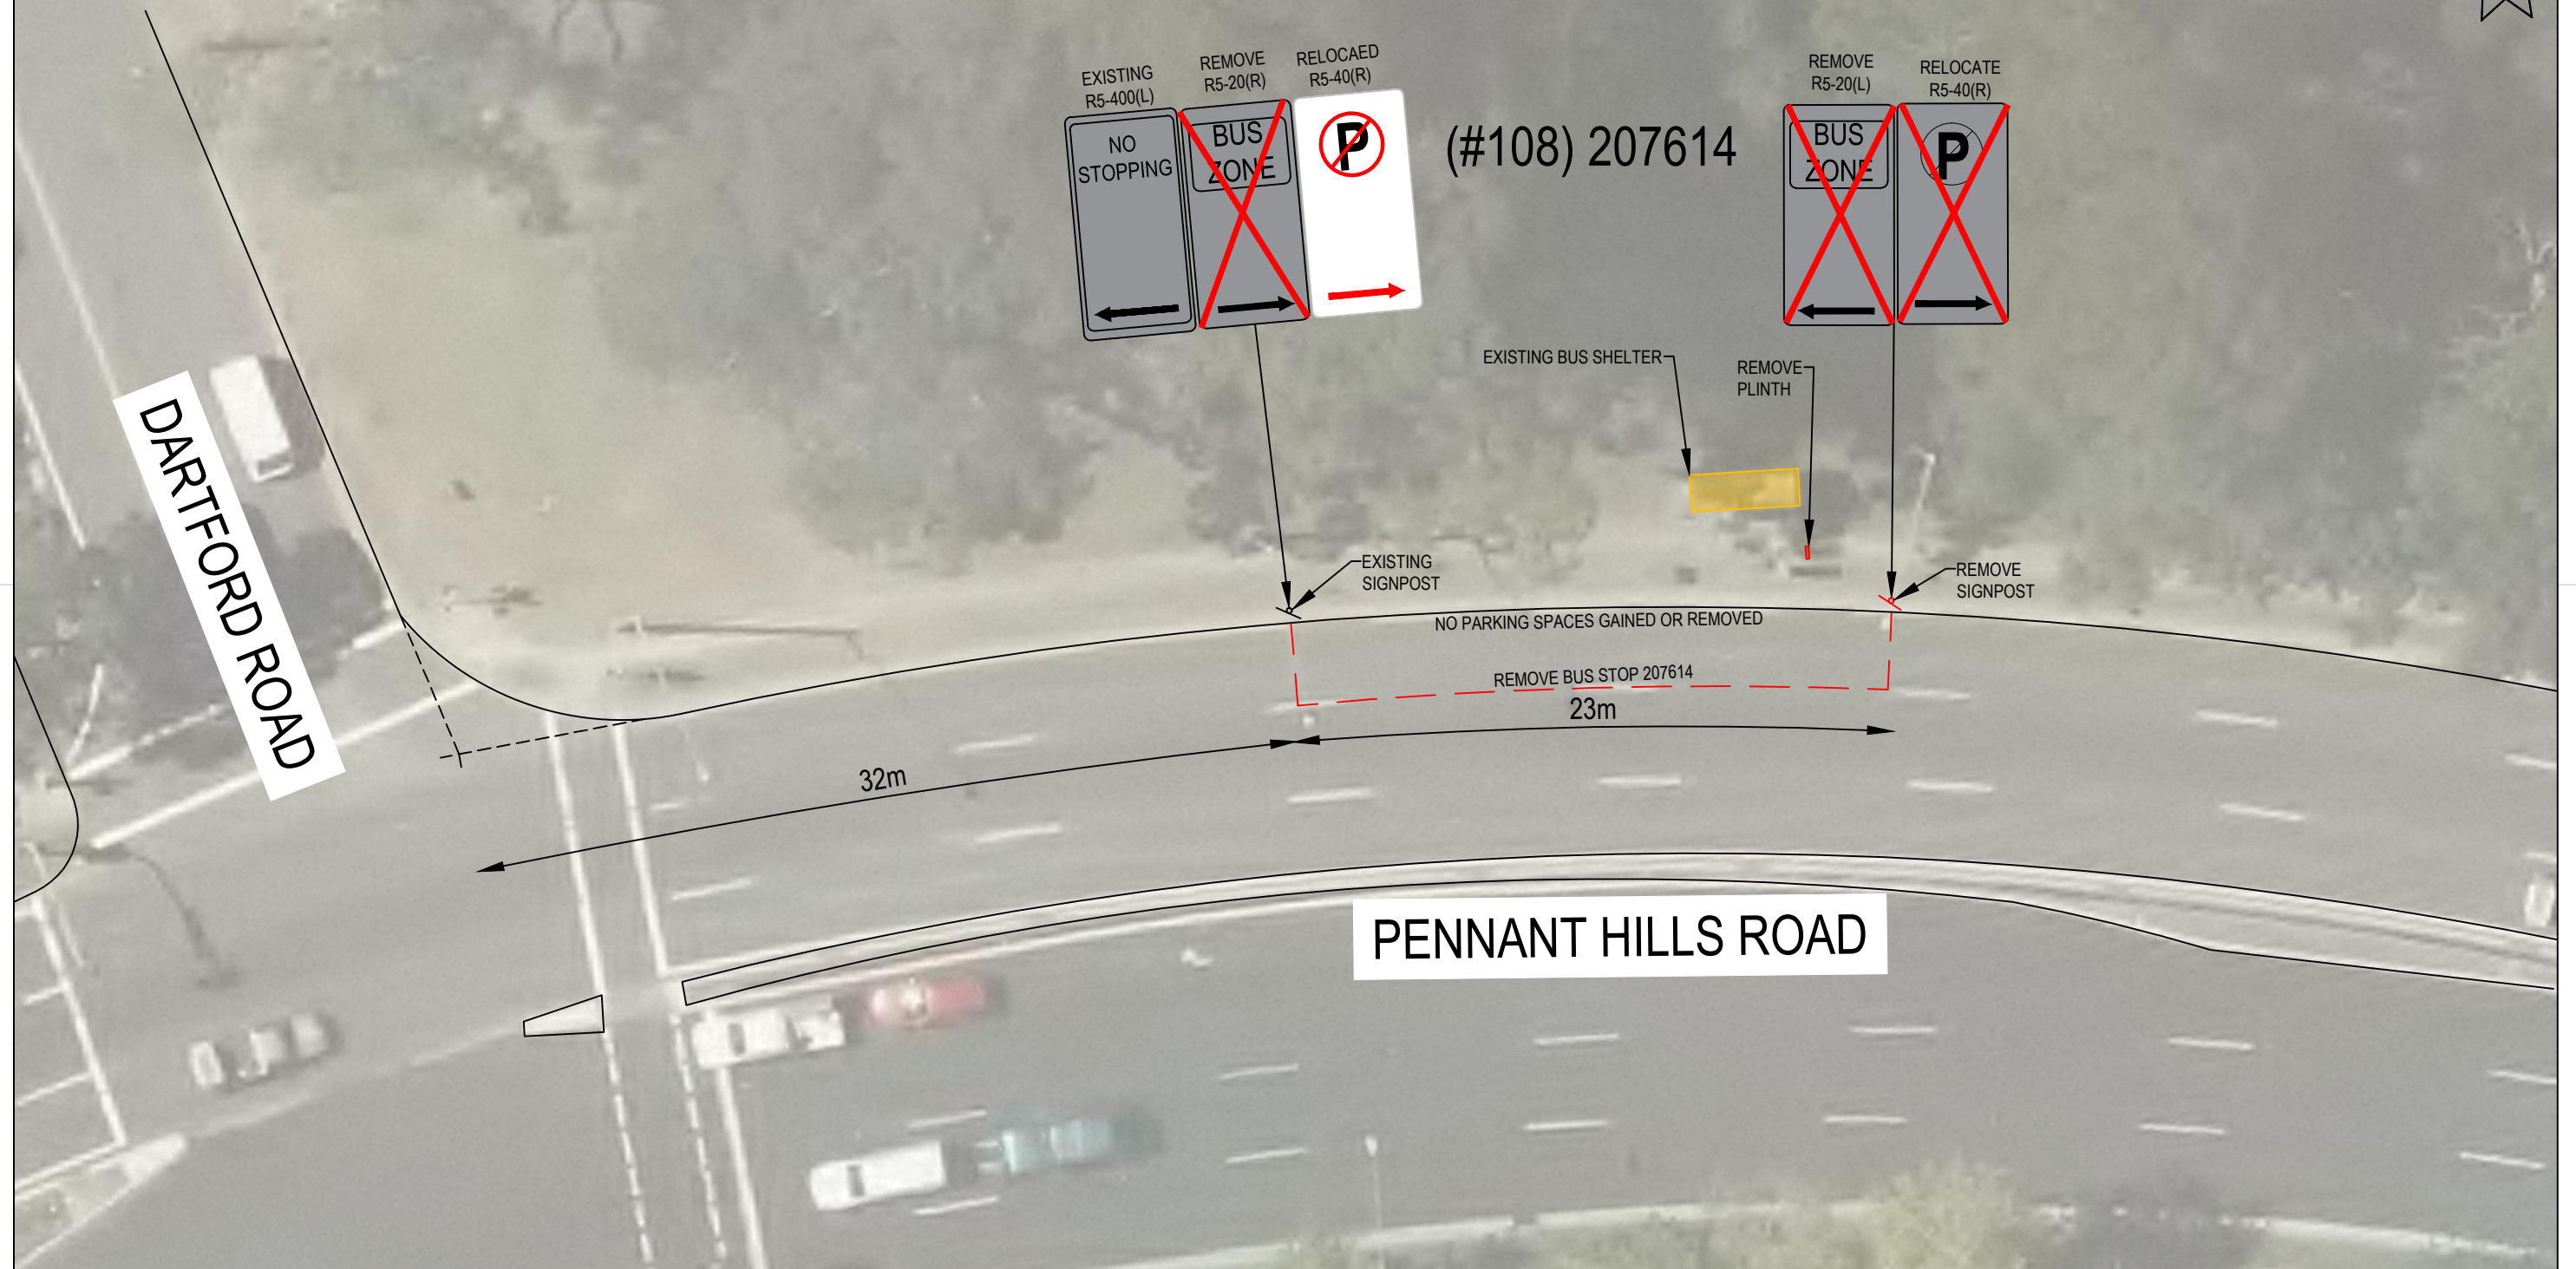 EXISTING
R5-400(L)
REMOVE
R5-20(R)
RELOCAED
R5-40(R)
NO
STOPPING
BUS
ZONE
P
(#108) 207614
REMOVE
R5-20(L)
RELOCATE
R5-40(R)
BUS
ZONE
P
EXISTING BUS SHELTER
REMOVE
PLINTH
DARTFORD ROAD
EXISTING
SIGNPOST
REMOVE
SIGNPOST
NO PARKING SPACES GAINED OR REMOVED
REMOVE BUS STOP 207614
23m
32m
PENNANT HILLS ROAD